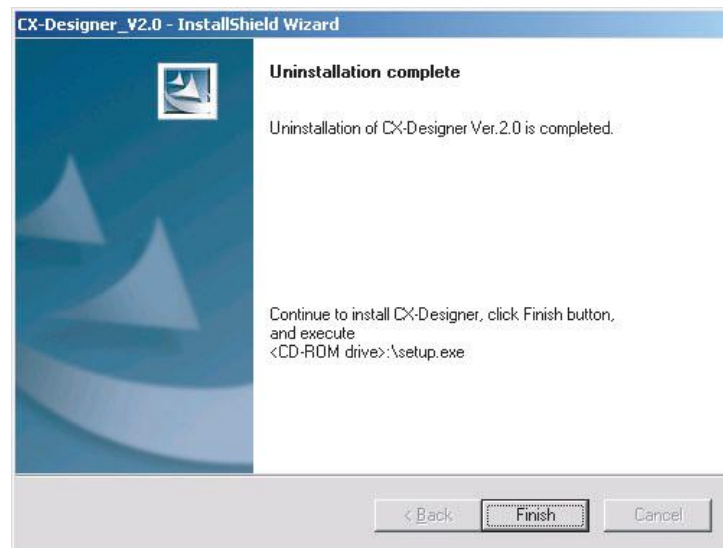 CX-Designer_V2.0 - InstallShield Wizard
Uninstallation complete
Uninstallation of CX-Designer Ver.2.0 is completed.
Continue to install CX-Designer, click Finish button,
and execute
<CD-ROM drive>:\setup.exe
< Back
Finish
Cancel